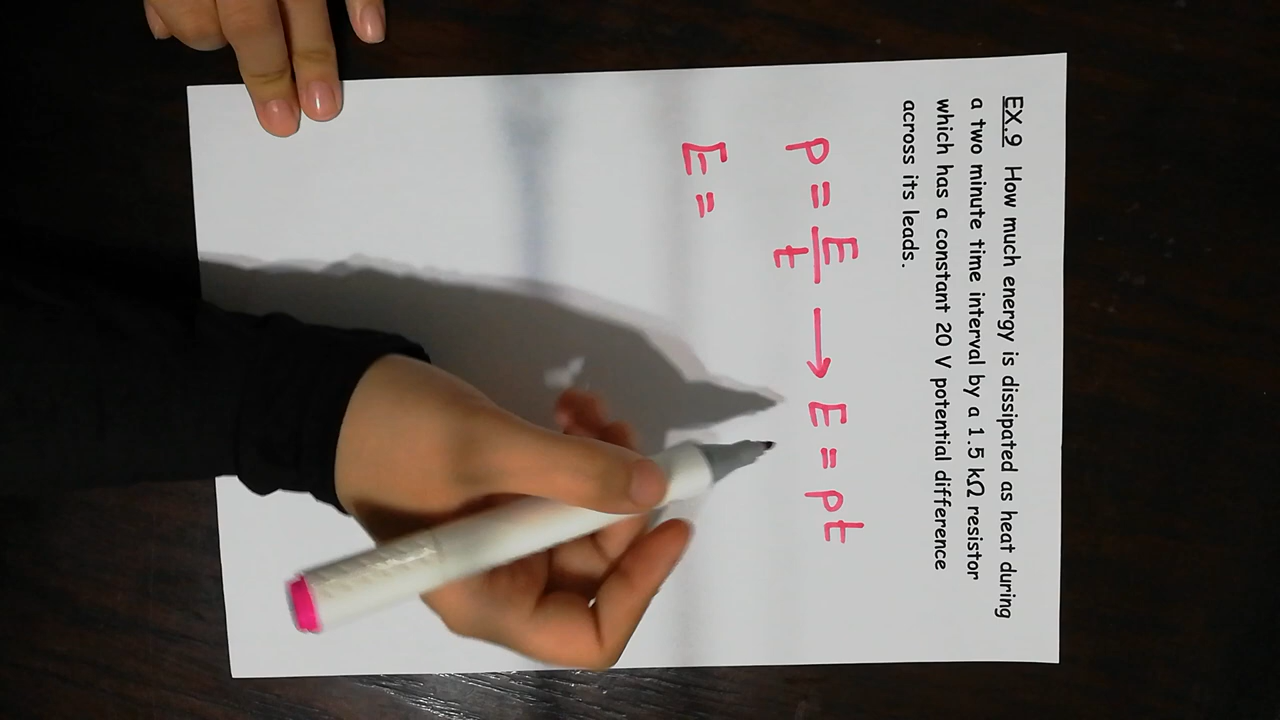 EX.9 How much energy is dissipated as heat during
a two minute time interval by a 1.5 kΩ resistor
which has a constant 20 V potential difference
across its leads.
P = E/t → E = pt
E =